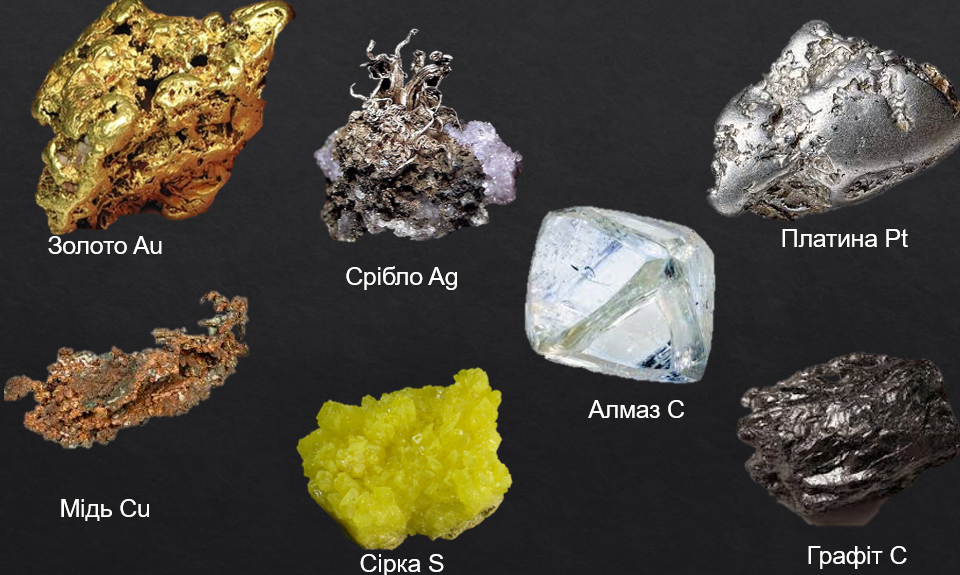 Золото Au
Срібло Ag
Платина Pt
Алмаз C
Мідь Cu
Сірка S
Графіт C